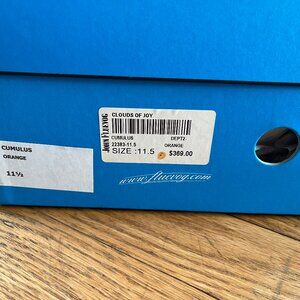 JOHN FLUEVOG
CLOUDS OF JOY
CUMULUS DEPT2-
22383-11.5 ORANGE
SIZE :11.5 $369.00
CUMULUS
ORANGE
11½
www.fluevog.com